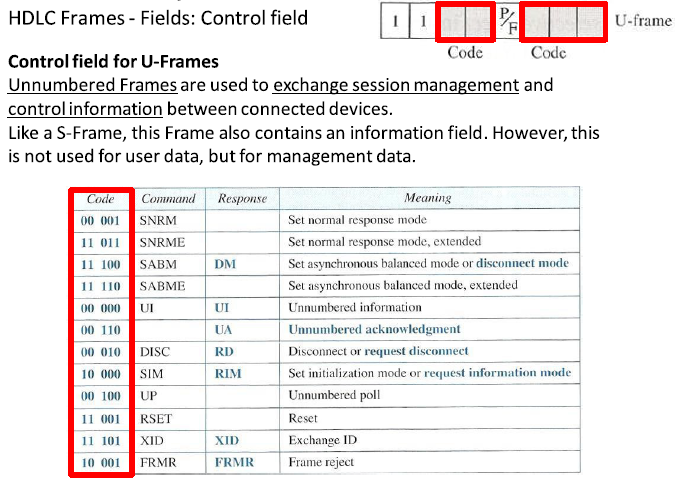 HDLC Frames - Fields: Control field
1 1 P/F U-frame
Code Code
Control field for U-Frames
Unnumbered Frames are used to exchange session management and
control information between connected devices.
Like a S-Frame, this Frame also contains an information field. However, this
is not used for user data, but for management data.
Code Command Response Meaning
00 001 SNRM Set normal response mode
11 011 SNRME Set normal response mode, extended
11 100 SABM DM Set asynchronous balanced mode or disconnect mode
11 110 SABME Set asynchronous balanced mode, extended
00 000 UI UI Unnumbered information
00 110 UA Unnumbered acknowledgment
00 010 DISC RD Disconnect or request disconnect
10 000 SIM RIM Set initialization mode or request information mode
00 100 UP Unnumbered poll
11 001 RSET Reset
11 101 XID XID Exchange ID
10 001 FRMR FRMR Frame reject